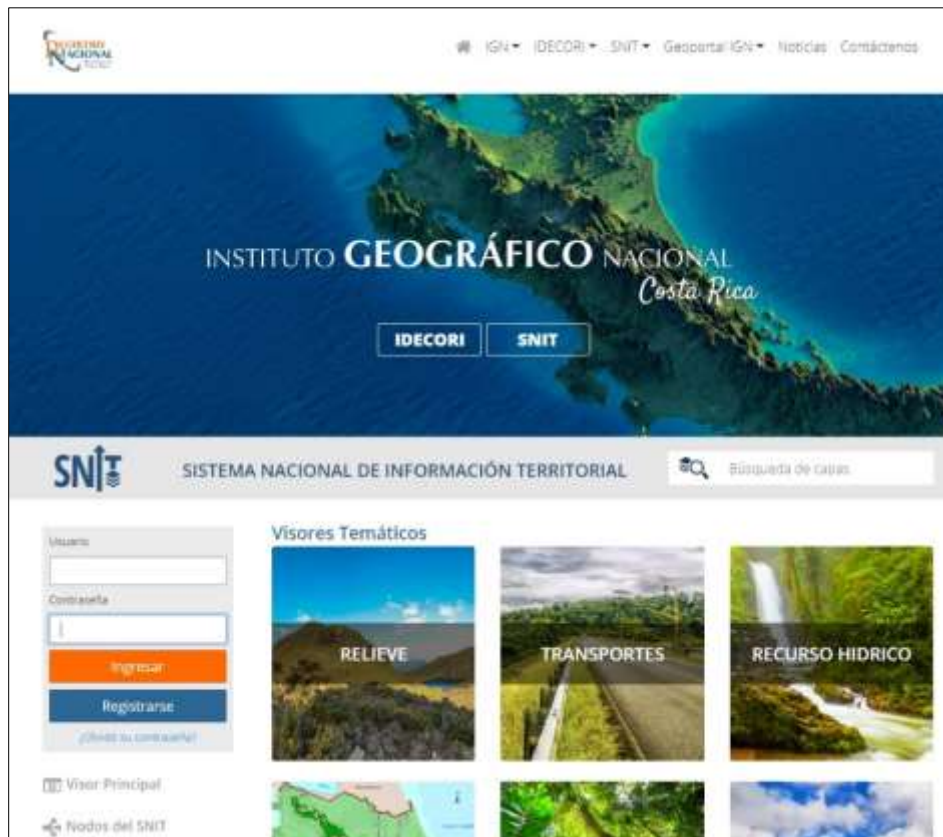 REGISTRO
NACIONAL
IGN IDECORI SNIT Geoportal IGN Noticias Contáctenos
INSTITUTO GEOGRÁFICO NACIONAL
Costa Rica
IDECORI SNIT
SNIT
SISTEMA NACIONAL DE INFORMACIÓN TERRITORIAL
Búsqueda de capas
Usuario
Contraseña
Ingresar
Registrarse
¿Olvidó su contraseña?
Visor Principal
Nodos del SNIT
Visores Temáticos
RELIEVE
TRANSPORTES
RECURSO HIDRICO